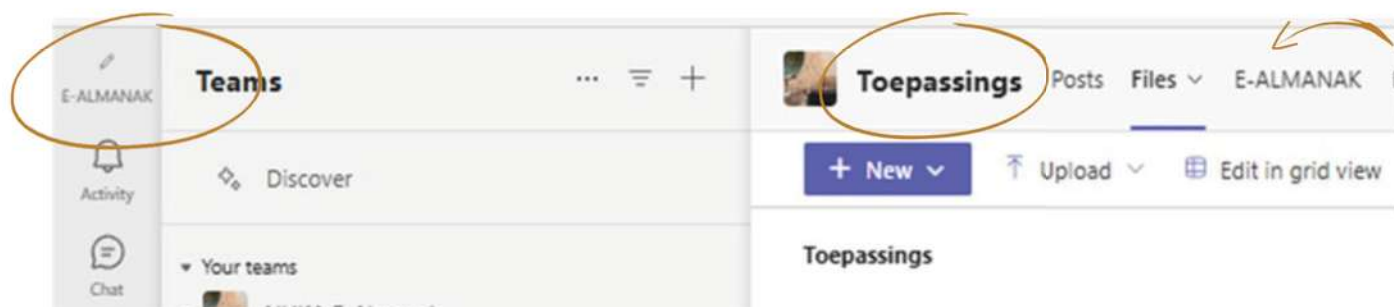 E-ALMANAK
Activity
Chat
Teams
Discover
Your teams
Toepassings Posts Files E-ALMANAK
New Upload Edit in grid view
Toepassings